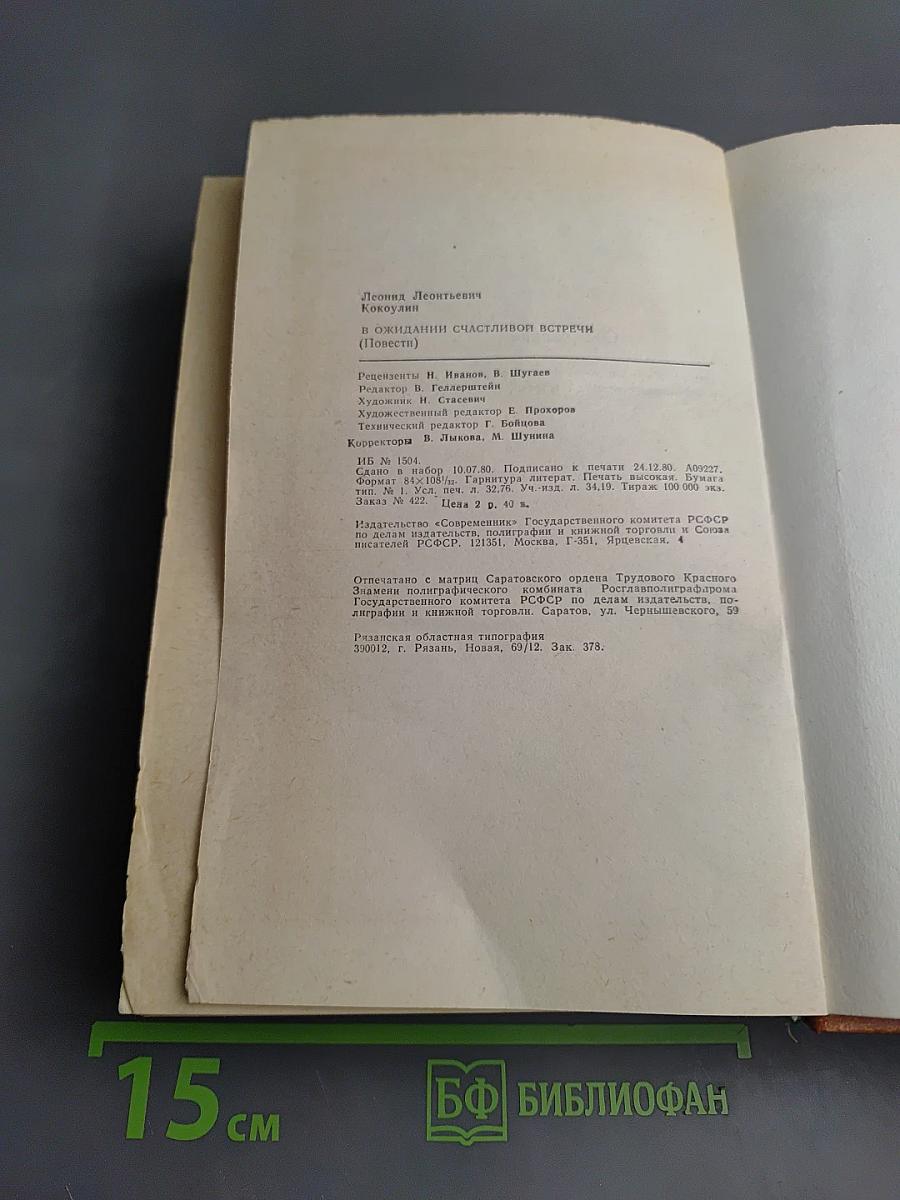 Леонид Леонтьевич
Кокоулин
В ОЖИДАНИИ СЧАСТЛИВОЙ ВСТРЕЧИ
(Повести)
Рецензенты Н. Иванов, В. Шугаев
Редактор В. Геллерштейн
Художник Н. Стасевич
Художественный редактор Е. Прохоров
Технический редактор Г. Бойцова
Корректоры В. Лыкова, М. Шунина
ИБ № 1504.
Сдано в набор 10.07.80. Подписано к печати 24.12.80. А09227.
Формат 84×108¹/₃₂. Гарнитура литерат. Печать высокая. Бумага
тип. № 1. Усл. печ. л. 32,76. Уч.-изд. л. 34,19. Тираж 100 000 экз.
Заказ № 422. Цена 2 р. 40 к.
Издательство «Современник» Государственного комитета РСФСР
по делам издательств, полиграфии и книжной торговли и Союза
писателей РСФСР. 121351, Москва, Г-351, Ярцевская, 4
Отпечатано с матриц Саратовского ордена Трудового Красного
Знамени полиграфического комбината Росглавполиграфпрома
Государственного комитета РСФСР по делам издательств, по-
лиграфии и книжной торговли. Саратов, ул. Чернышевского, 59
Рязанская областная типография
390012, г. Рязань, Новая, 69/12. Зак. 378.
15 см
БФ БИБЛИОФАН